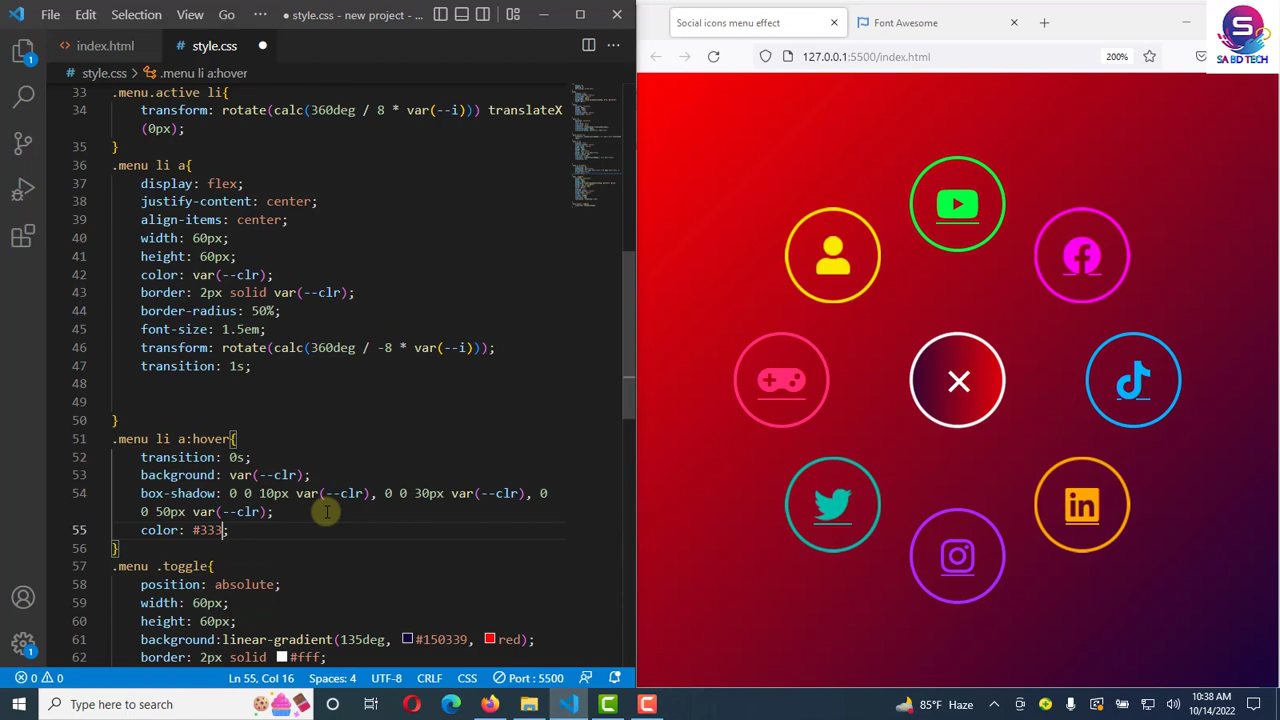 File Edit Selection ··· ● style.css - new project - ...
index.html
# style.css ●
style.css > .menu li a:hover
33 .menu.active li{
34 transform: rotate(calc(360deg / 8 * var(--i))) translateX
(0px);
35 }
36 .menu li a{
37 display: flex;
38 justify-content: center;
39 align-items: center;
40 width: 60px;
41 height: 60px;
42 color: var(--clr);
43 border: 2px solid var(--clr);
44 border-radius: 50%;
45 font-size: 1.5em;
46 transform: rotate(calc(360deg / -8 * var(--i)));
47 transition: 1s;
48
49
50 }
51 .menu li a:hover{
52 transition: 0s;
53 background: var(--clr);
54 box-shadow: 0 0 10px var(--clr), 0 0 30px var(--clr), 0
0 50px var(--clr);
55 color: #333;
56 }
57 .menu .toggle{
58 position: absolute;
59 width: 60px;
60 height: 60px;
61 background:linear-gradient(135deg, #150339, red);
62 border: 2px solid #fff;
1
1
0 0 Ln 55, Col 16 Spaces: 4 UTF-8 CRLF CSS Port : 5500
Social icons menu effect
Font Awesome
127.0.0.1:5500/index.html
200%
S
SA BD TECH
in
Type here to search
85°F Haze
10:38 AM
10/14/2022